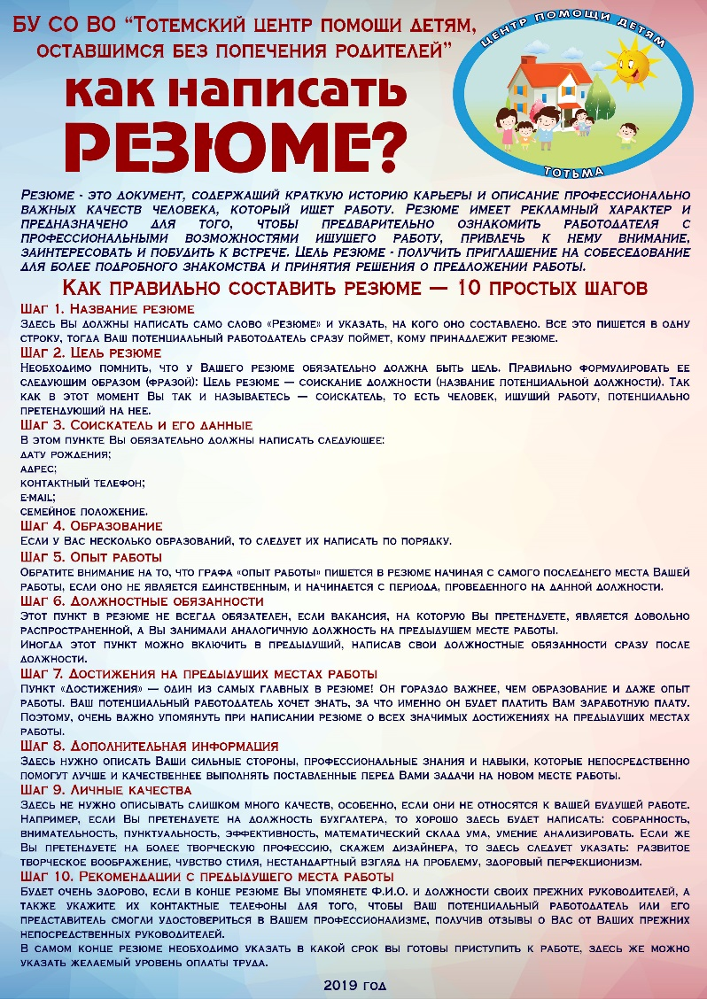 БУ СО ВО “Тотемский центр помощи детям,
оставшимся без попечения родителей”
ЦЕНТР ПОМОЩИ ДЕТЯМ
ТОТЬМА
как написать
РЕЗЮМЕ?
Резюме - это документ, содержащий краткую историю карьеры и описание профессионально
важных качеств человека, который ищет работу. Резюме имеет рекламный характер и
предназначено для того, чтобы предварительно ознакомить работодателя с
профессиональными возможностями ищущего работу, привлечь к нему внимание,
заинтересовать и побудить к встрече. Цель резюме - получить приглашение на собеседование
для более подробного знакомства и принятия решения о предложении работы.
Как правильно составить резюме — 10 простых шагов
Шаг 1. Название резюме
Здесь Вы должны написать само слово «Резюме» и указать, на кого оно составлено. Все это пишется в одну
строку, тогда Ваш потенциальный работодатель сразу поймет, кому принадлежит резюме.
Шаг 2. Цель резюме
Необходимо помнить, что у Вашего резюме обязательно должна быть цель. Правильно формулировать ее
следующим образом (фразой): Цель резюме — соискание должности (название потенциальной должности). Так
как в этот момент Вы так и называетесь — соискатель, то есть человек, ищущий работу, потенциально
претендующий на нее.
Шаг 3. Соискатель и его данные
В этом пункте Вы обязательно должны написать следующее:
дату рождения;
адрес;
контактный телефон;
e-mail;
семейное положение.
Шаг 4. Образование
Если у Вас несколько образований, то следует их написать по порядку.
Шаг 5. Опыт работы
Обратите внимание на то, что графа «опыт работы» пишется в резюме начиная с самого последнего места Вашей
работы, если оно не является единственным, и начинается с периода, проведенного на данной должности.
Шаг 6. Должностные обязанности
Этот пункт в резюме не всегда обязателен, если вакансия, на которую Вы претендуете, является довольно
распространенной, а Вы занимали аналогичную должность на предыдущем месте работы.
Иногда этот пункт можно включить в предыдущий, написав свои должностные обязанности сразу после
должности.
Шаг 7. Достижения на предыдущих местах работы
Пункт «Достижения» — один из самых главных в резюме! Он гораздо важнее, чем образование и даже опыт
работы. Ваш потенциальный работодатель хочет знать, за что именно он будет платить Вам заработную плату.
Поэтому, очень важно упомянуть при написании резюме о всех значимых достижениях на предыдущих местах
работы.
Шаг 8. Дополнительная информация
Здесь нужно описать Ваши сильные стороны, профессиональные знания и навыки, которые непосредственно
помогут лучше и качественнее выполнять поставленные перед Вами задачи на новом месте работы.
Шаг 9. Личные качества
Здесь не нужно описывать слишком много качеств, особенно, если они не относятся к вашей будущей работе.
Например, если Вы претендуете на должность бухгалтера, то хорошо здесь будет написать: собранность,
внимательность, пунктуальность, эффективность, математический склад ума, умение анализировать. Если же
Вы претендуете на более творческую профессию, скажем дизайнера, то здесь следует указать: развитое
творческое воображение, чувство стиля, нестандартный взгляд на проблему, здоровый перфекционизм.
Шаг 10. Рекомендации с предыдущего места работы
Будет очень здорово, если в конце резюме Вы упомянете Ф.И.О. и должности своих прежних руководителей, а
также укажите их контактные телефоны для того, чтобы Ваш потенциальный работодатель или его
представитель смогли удостовериться в Вашем профессионализме, получив отзывы о Вас от Ваших прежних
непосредственных руководителей.
В самом конце резюме необходимо указать в какой срок вы готовы приступить к работе, здесь же можно
указать желаемый уровень оплаты труда.
2019 год